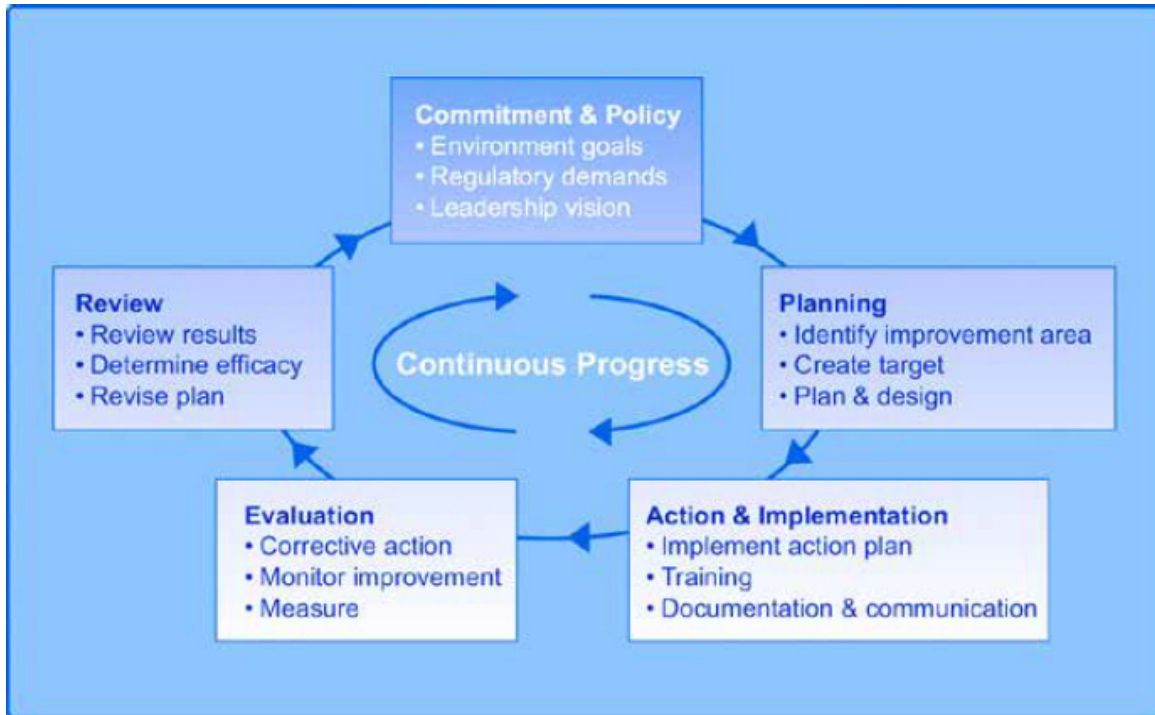 Commitment & Policy
• Environment goals
• Regulatory demands
• Leadership vision
Review
• Review results
• Determine efficacy
• Revise plan
Continuous Progress
Planning
• Identify improvement area
• Create target
• Plan & design
Evaluation
• Corrective action
• Monitor improvement
• Measure
Action & Implementation
• Implement action plan
• Training
• Documentation & communication